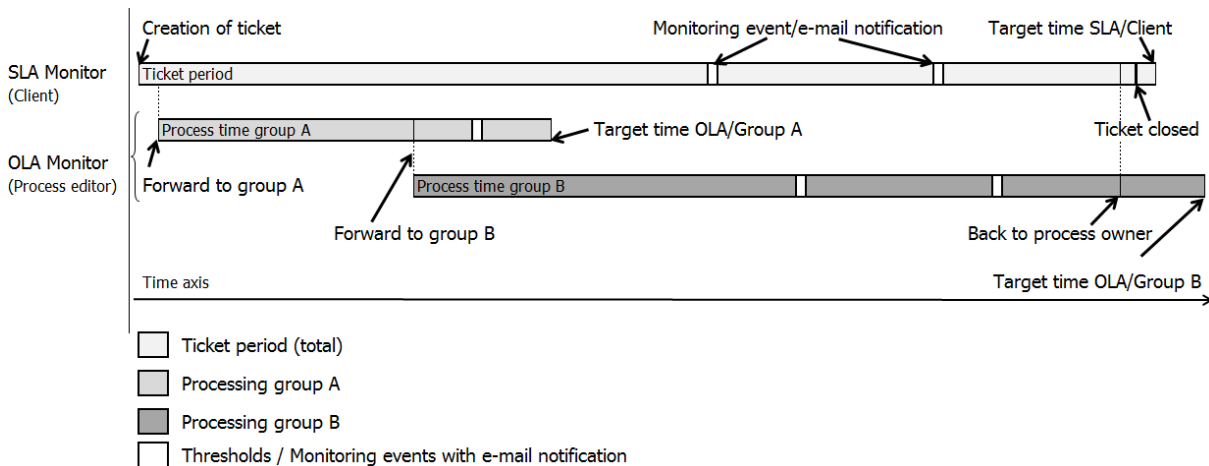 Creation of ticket
Monitoring event/e-mail notification
Target time SLA/Client
SLA Monitor
(Client)
Ticket period
Process time group A
Target time OLA/Group A
Ticket closed
OLA Monitor
(Process editor)
Forward to group A
Process time group B
Forward to group B
Back to process owner
Time axis
Target time OLA/Group B
Ticket period (total)
Processing group A
Processing group B
Thresholds / Monitoring events with e-mail notification